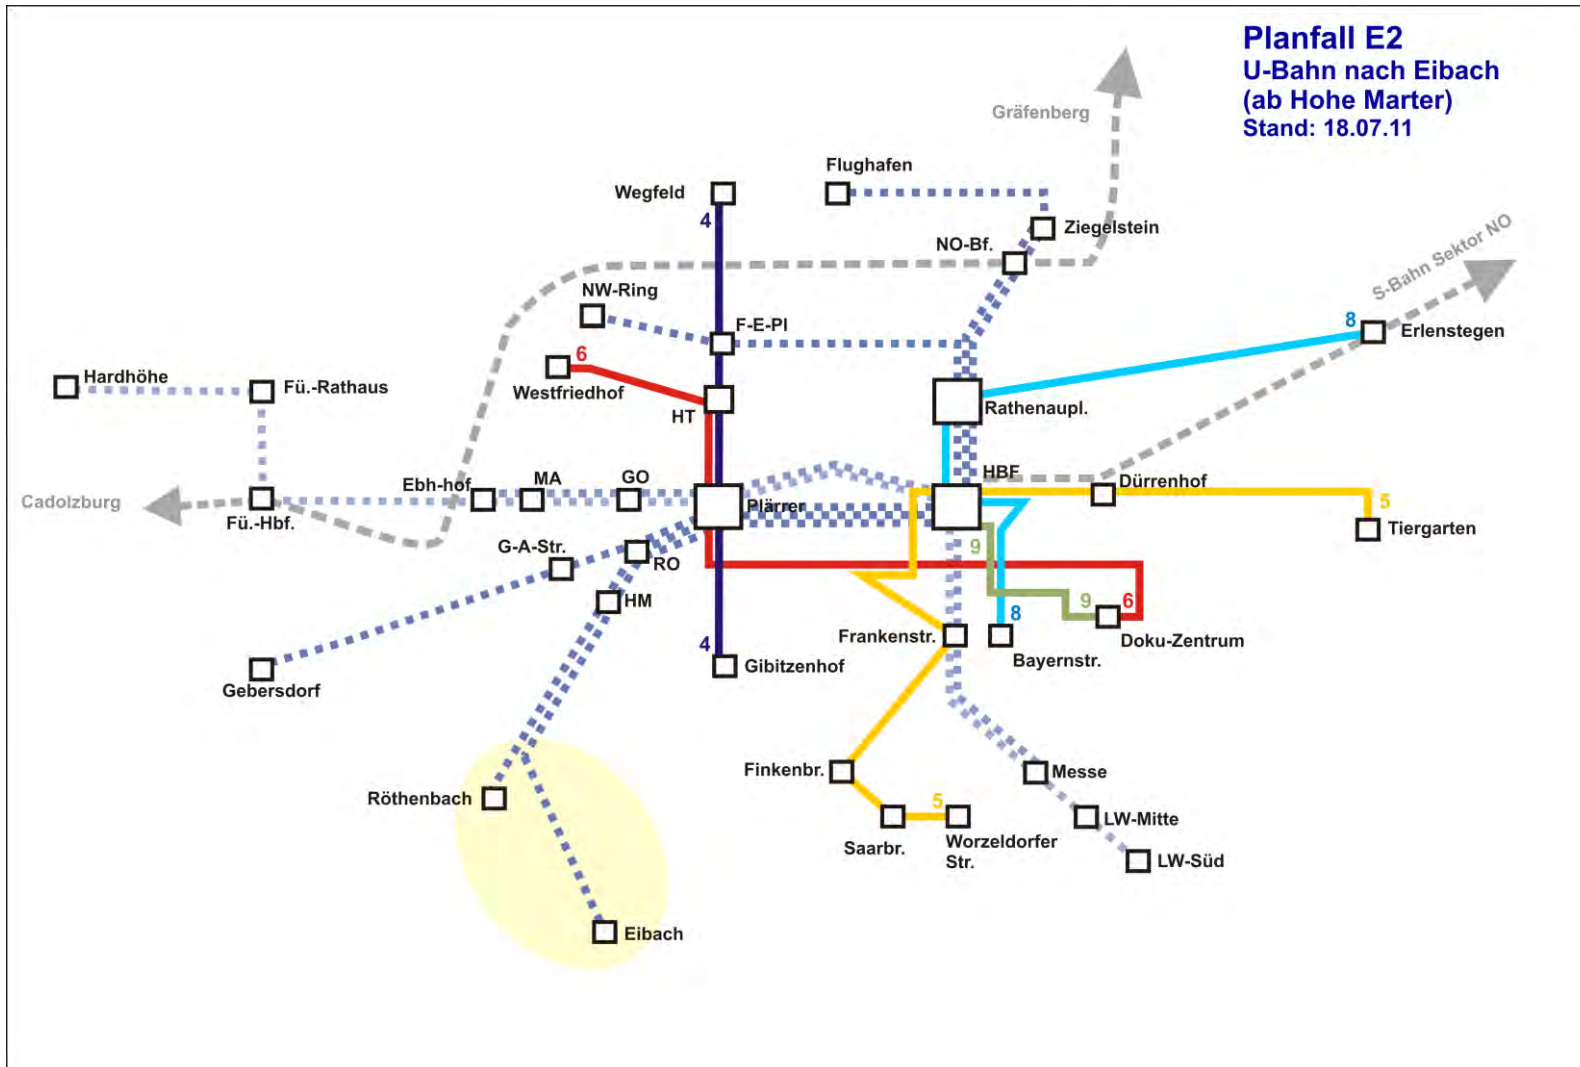 Planfall E2
U-Bahn nach Eibach
(ab Hohe Marter)
Stand: 18.07.11
Gräfenberg
Flughafen
Wegfeld
4
Ziegelstein
NO-Bf.
S-Bahn Sektor NO
NW-Ring
F-E-Pl
8
Erlenstegen
6
Westfriedhof
Hardhöhe
Fü.-Rathaus
HT
Rathenaupl.
HBF
Ebh-hof
MA
GO
Dürrenhof
Cadolzburg
Fü.-Hbf.
Plärrer
5
Tiergarten
G-A-Str.
RO
9
HM
9
6
8
Frankenstr.
Bayernstr.
Doku-Zentrum
4
Gibitzenhof
Gebersdorf
Finkenbr.
Messe
Röthenbach
5
Saarbr.
Worzeldorfer
Str.
LW-Mitte
LW-Süd
Eibach